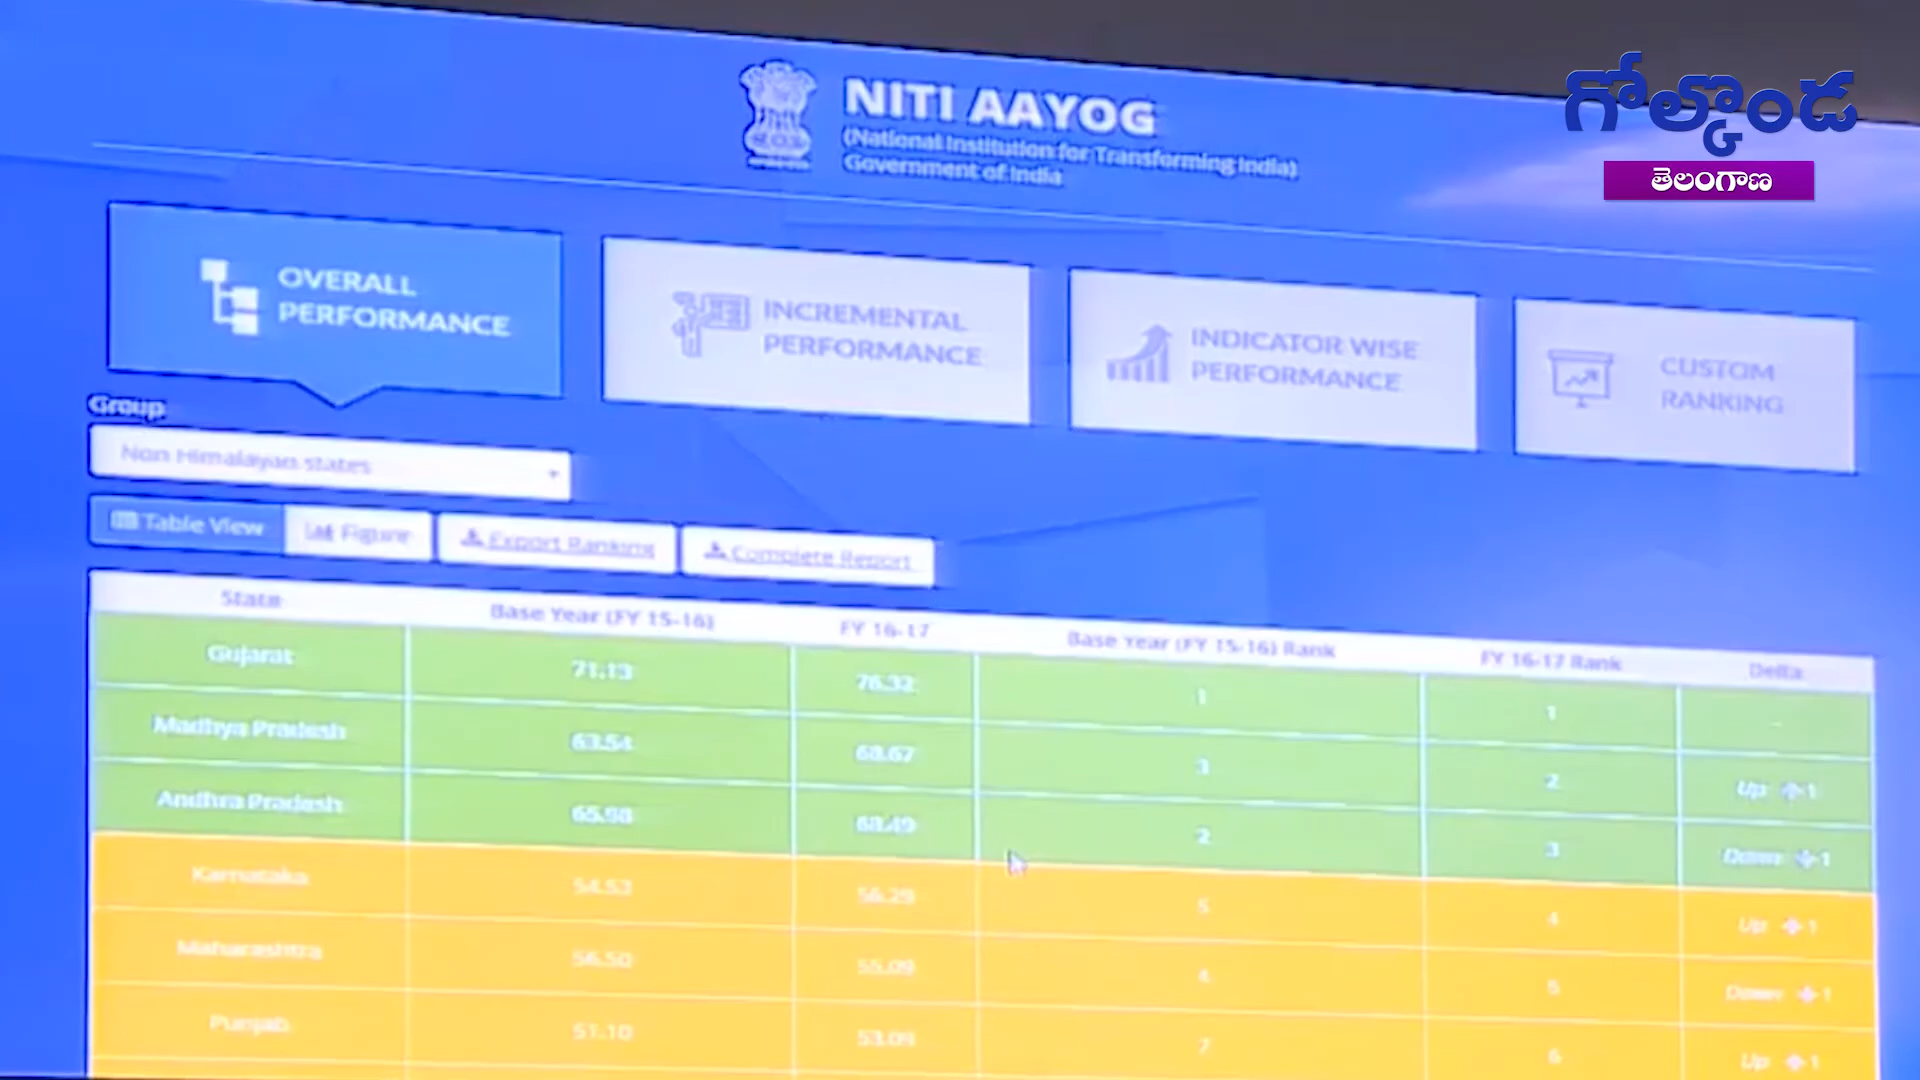 గోల్కొండ
తెలంగాణ
NITI AAYOG
(National Institution for Transforming India)
Government of India
OVERALL
PERFORMANCE
INCREMENTAL
PERFORMANCE
INDICATOR WISE
PERFORMANCE
CUSTOM
RANKING
Group
Non Himalayan states
Table View Figure Export Ranking Complete Report
State Base Year (FY 15-16) FY 16-17 Base Year (FY 15-16) Rank FY 16-17 Rank Delta
Gujarat 71.13 76.32 1 1 -
Madhya Pradesh 63.54 68.67 3 2 Up 1
Andhra Pradesh 65.98 68.49 2 3 Down 1
Karnataka 54.53 56.29 5 4 Up 1
Maharashtra 56.50 55.09 4 5 Down 1
Punjab 51.10 53.09 7 6 Up 1